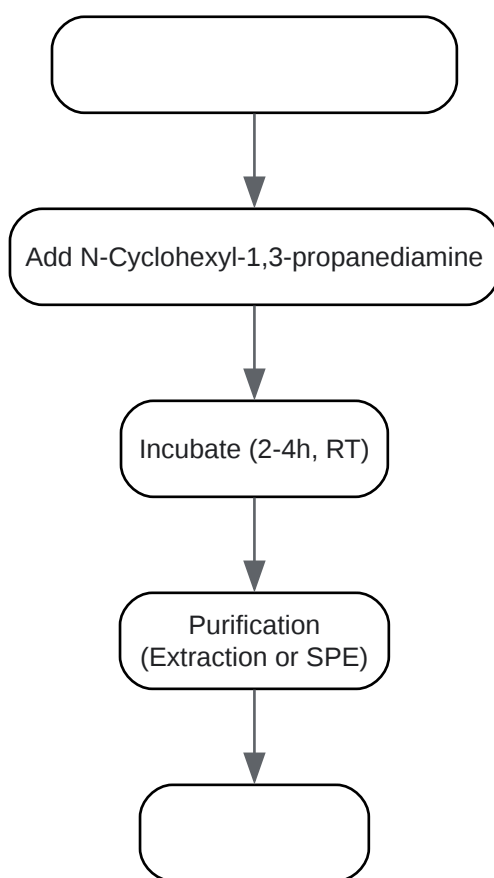 Add N-Cyclohexyl-1,3-propanediamine
Incubate (2-4h, RT)
Purification
(Extraction or SPE)